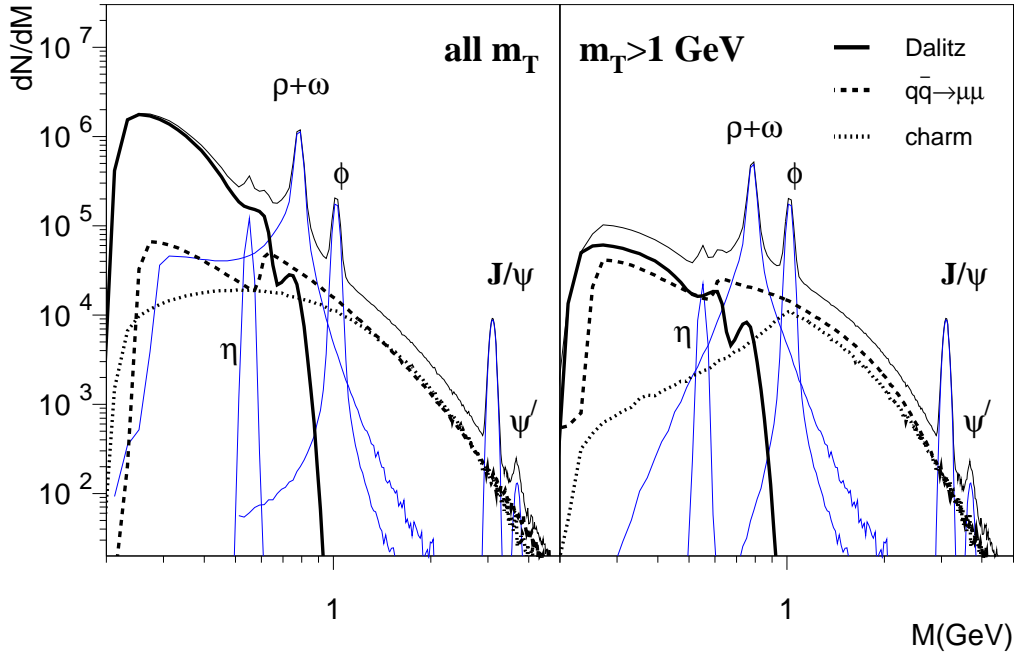 dN/dM
10^7
10^6
10^5
10^4
10^3
10^2
all m_T
m_T>1 GeV
Dalitz
qq̄→μμ
charm
ρ+ω
ϕ
η
J/ψ
ψ′
ρ+ω
ϕ
η
J/ψ
ψ′
1
1
M(GeV)